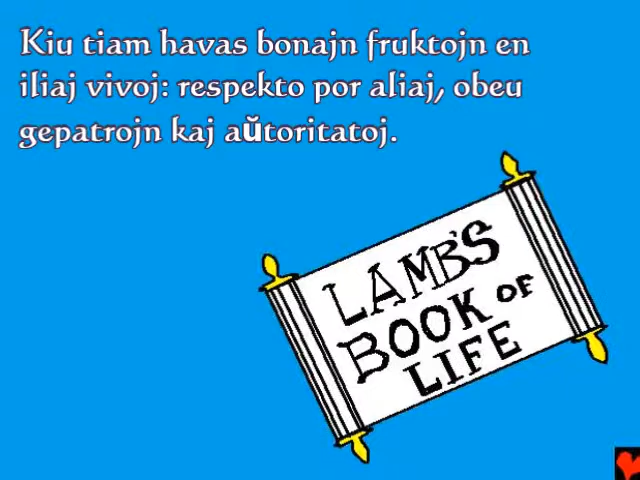 Kiu tiam havas bonajn fruktojn en
iliaj vivoj: respekto por aliaj, obeu
gepatrojn kaj aŭtoritatoj.
LAMB'S
BOOK OF
LIFE